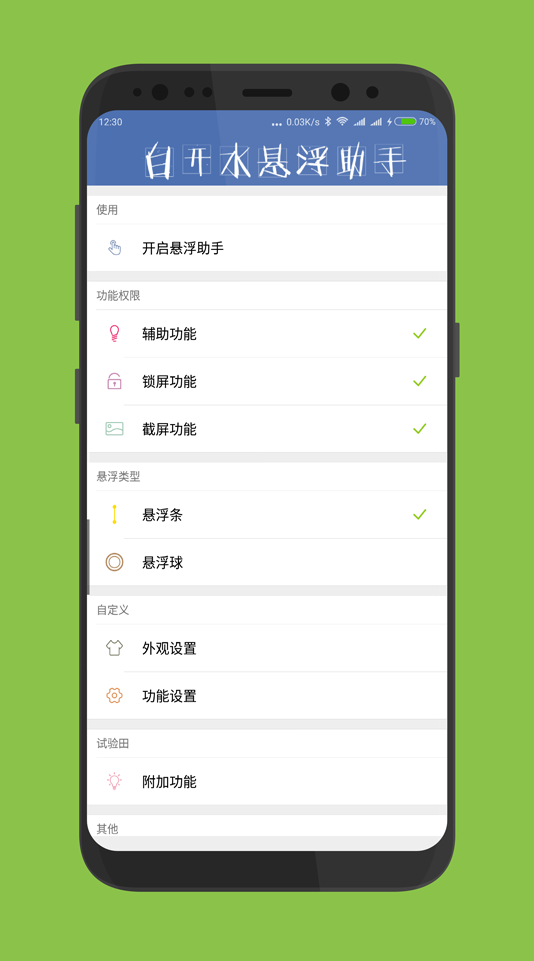 12:30 ... 0.03K/s 70%
白开水悬浮助手
使用
开启悬浮助手
功能权限
辅助功能
锁屏功能
截屏功能
悬浮类型
悬浮条
悬浮球
自定义
外观设置
功能设置
试验田
附加功能
其他